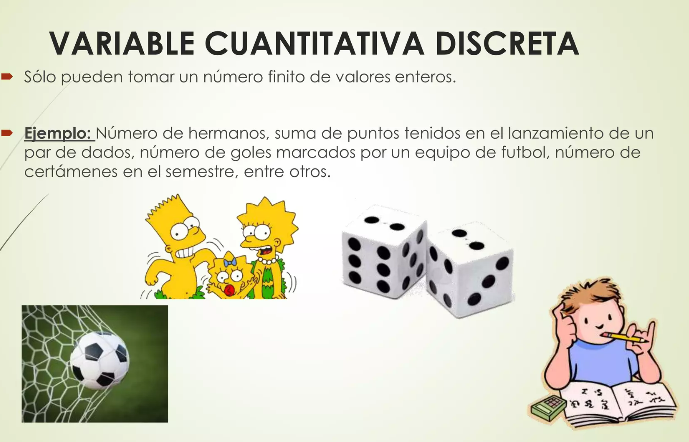 VARIABLE CUANTITATIVA DISCRETA
Sólo pueden tomar un número finito de valores enteros.
Ejemplo: Número de hermanos, suma de puntos tenidos en el lanzamiento de un
par de dados, número de goles marcados por un equipo de futbol, número de
certámenes en el semestre, entre otros.